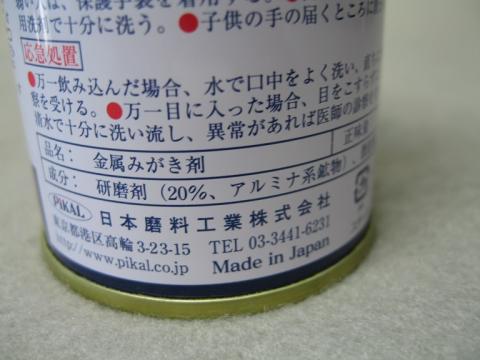 用洗剤で十分に洗う。●子供の手の届くところに
応急処置
●万一飲み込んだ場合、水で口中をよく洗い、直ち
察を受ける。●万一目に入った場合、目をこすらず
清水で十分に洗い流し、異常があれば医師の診
品名： 金属みがき剤 正味
成分： 研磨剤（20%、アルミナ系鉱物）、
PiKAL 日本磨料工業株式会社
東京都港区高輪3-23-15 TEL 03-3441-6231
http://www.pikal.co.jp Made in Japan